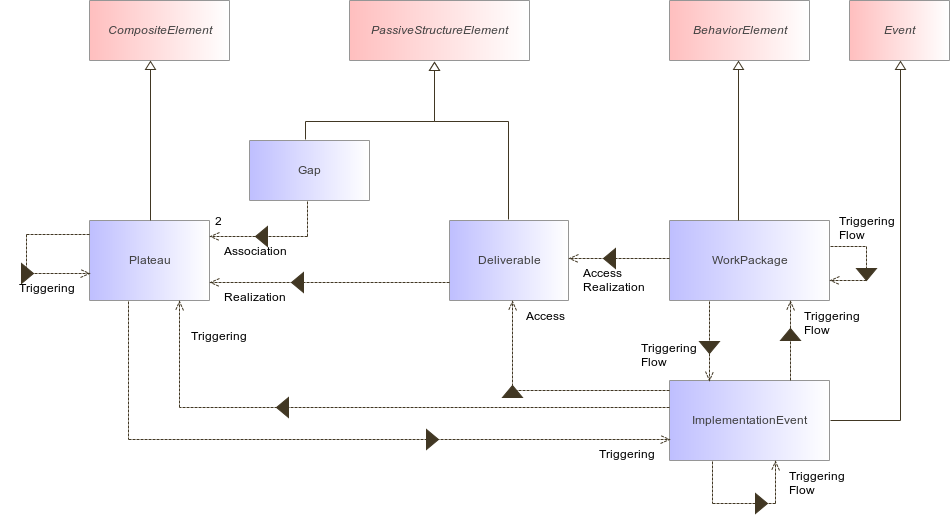 CompositeElement
PassiveStructureElement
BehaviorElement
Event
Gap
2
Triggering
Flow
Association
Plateau
Deliverable
WorkPackage
Access
Realization
Triggering
Realization
Access
Triggering
Flow
Triggering
Triggering
Flow
ImplementationEvent
Triggering
Triggering
Flow